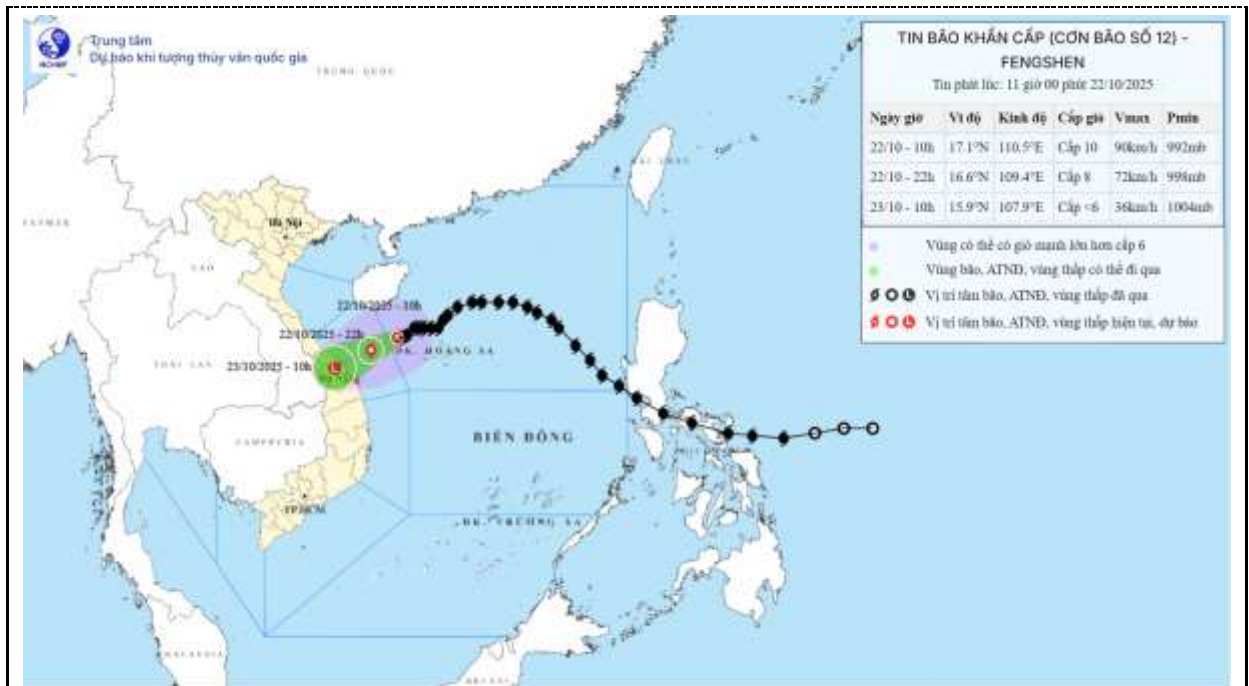 Trung tâm
Dự báo khí tượng thủy văn quốc gia
TIN BÃO KHẨN CẤP (CƠN BÃO SỐ 12) -
FENGSHEN
Tin phát lúc: 11 giờ 00 phút 22/10/2025
Ngày giờ Vĩ độ Kinh độ Cấp gió Vmax Pmin
22/10 - 10h 17.1°N 110.5°E Cấp 10 90km/h 992mb
22/10 - 22h 16.6°N 109.4°E Cấp 8 72km/h 998mb
23/10 - 10h 15.9°N 107.9°E Cấp <6 36km/h 1004mb
Vùng có thể có gió mạnh lớn hơn cấp 6
Vùng bão, ATNĐ, vùng thấp có thể đi qua
Vị trí tâm bão, ATNĐ, vùng thấp đã qua
Vị trí tâm bão, ATNĐ, vùng thấp hiện tại, dự báo
TRUNG QUỐC
Hà Nội
LÀO
22/10/2025 - 10h
22/10/2025 - 22h
ĐK. HOÀNG SA
23/10/2025 - 10h
THÁI LAN
BIỂN ĐÔNG
CAMPUCHIA
TP.HCM
ĐK. TRƯỜNG SA
MALAYSIA